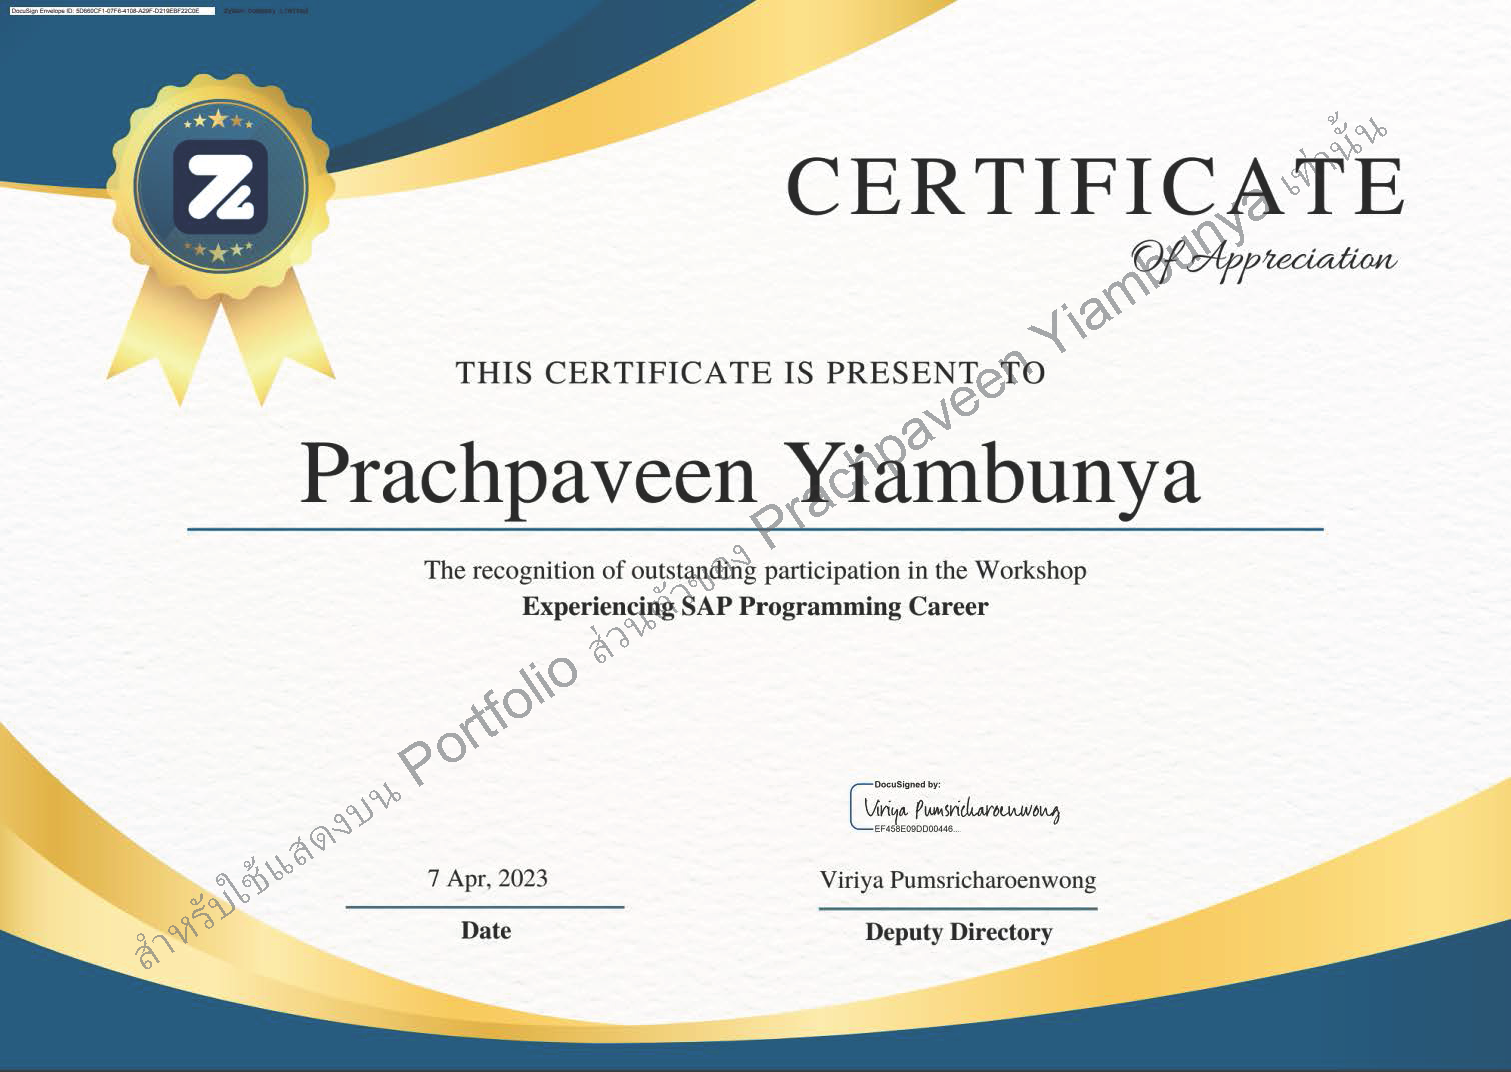 DocuSign Envelope ID: 5D660CF1-07F6-4108-A29F-D219EBF22C0E
CERTIFICATE
Of Appreciation
THIS CERTIFICATE IS PRESENT TO
Prachpaveen Yiambunya
The recognition of outstanding participation in the Workshop
Experiencing SAP Programming Career
สำหรับใช้แสดงบน Portfolio ส่วนตัวของ Prachpaveen Yiambunya เท่านั้น
DocuSigned by:
Viriya Pumsricharoenwong
EF458E09DD00446...
7 Apr, 2023
Date
Viriya Pumsricharoenwong
Deputy Directory